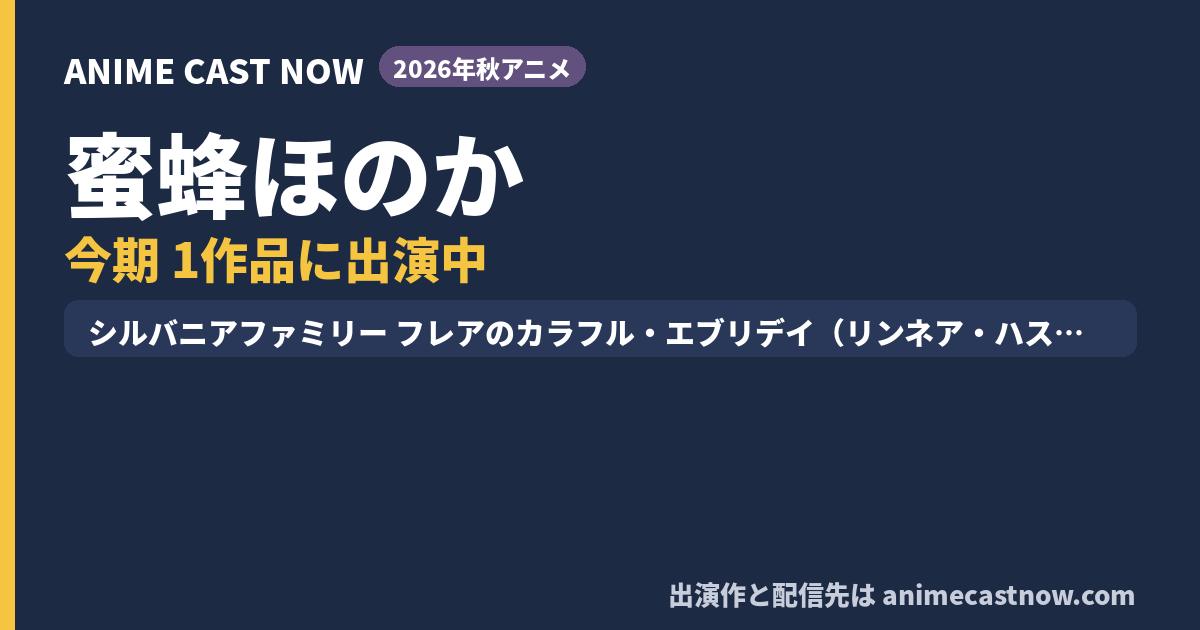 ANIME CAST NOW 2026年秋アニメ
蜜蜂ほのか
今期 1作品に出演中
シルバニアファミリー フレアのカラフル・エブリデイ（リンネア・ハス…
出演作と配信先は animecastnow.com